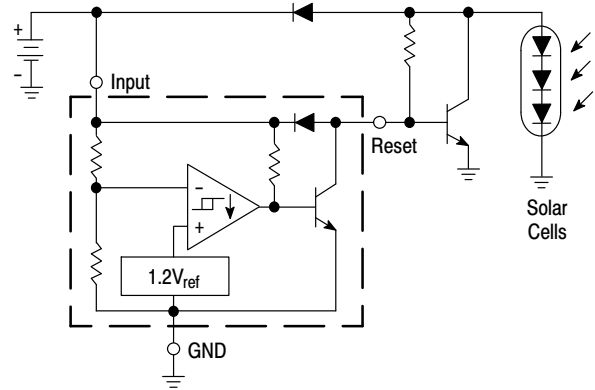 +
-
Input
Reset
Solar
Cells
–
+
1.2Vref
GND